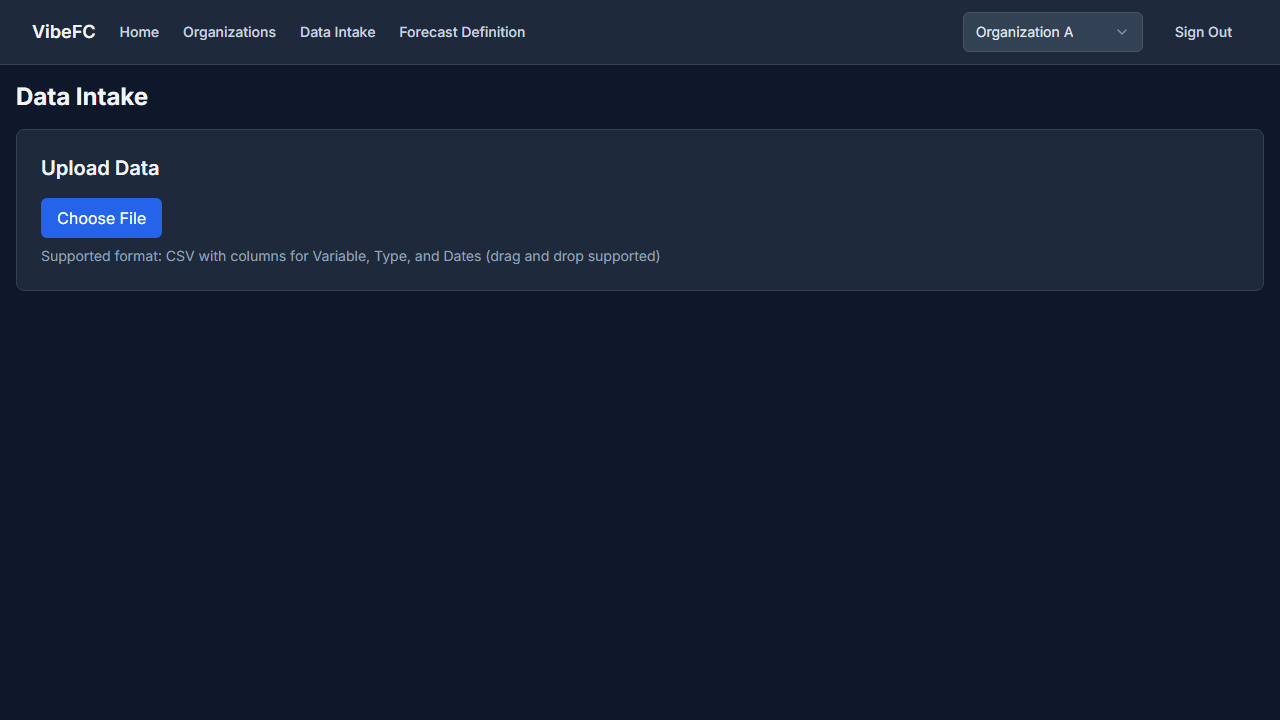 VibeFC Home Organizations Data Intake Forecast Definition Organization A Sign Out
Data Intake
Upload Data
Choose File
Supported format: CSV with columns for Variable, Type, and Dates (drag and drop supported)